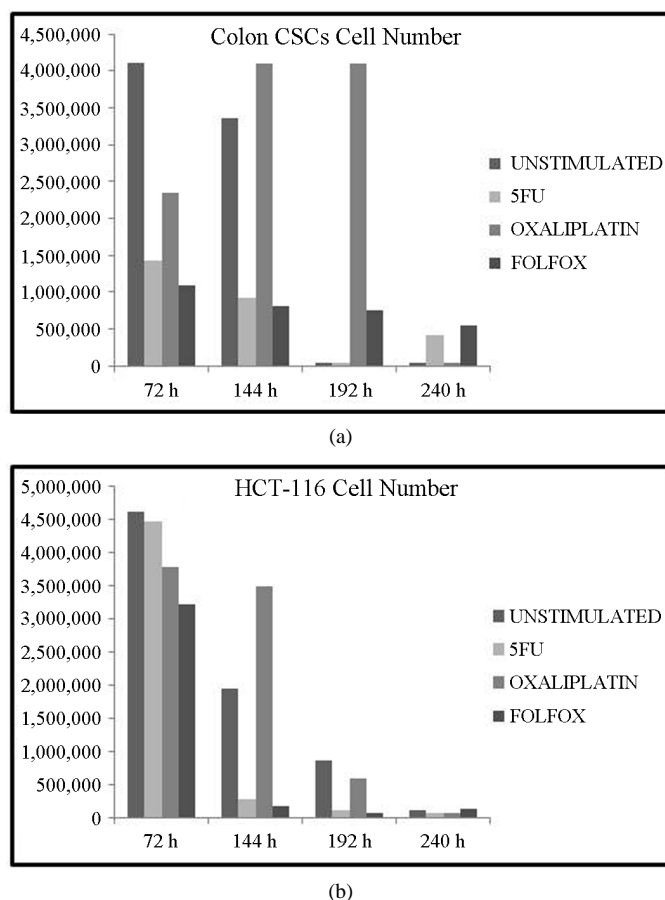 Colon CSCs Cell Number
4,500,000
4,000,000
3,500,000
3,000,000
2,500,000
2,000,000
1,500,000
1,000,000
500,000
0
72 h 144 h 192 h 240 h
UNSTIMULATED
5FU
OXALIPLATIN
FOLFOX
(a)
HCT-116 Cell Number
5,000,000
4,500,000
4,000,000
3,500,000
3,000,000
2,500,000
2,000,000
1,500,000
1,000,000
500,000
0
72 h 144 h 192 h 240 h
UNSTIMULATED
5FU
OXALIPLATIN
FOLFOX
(b)